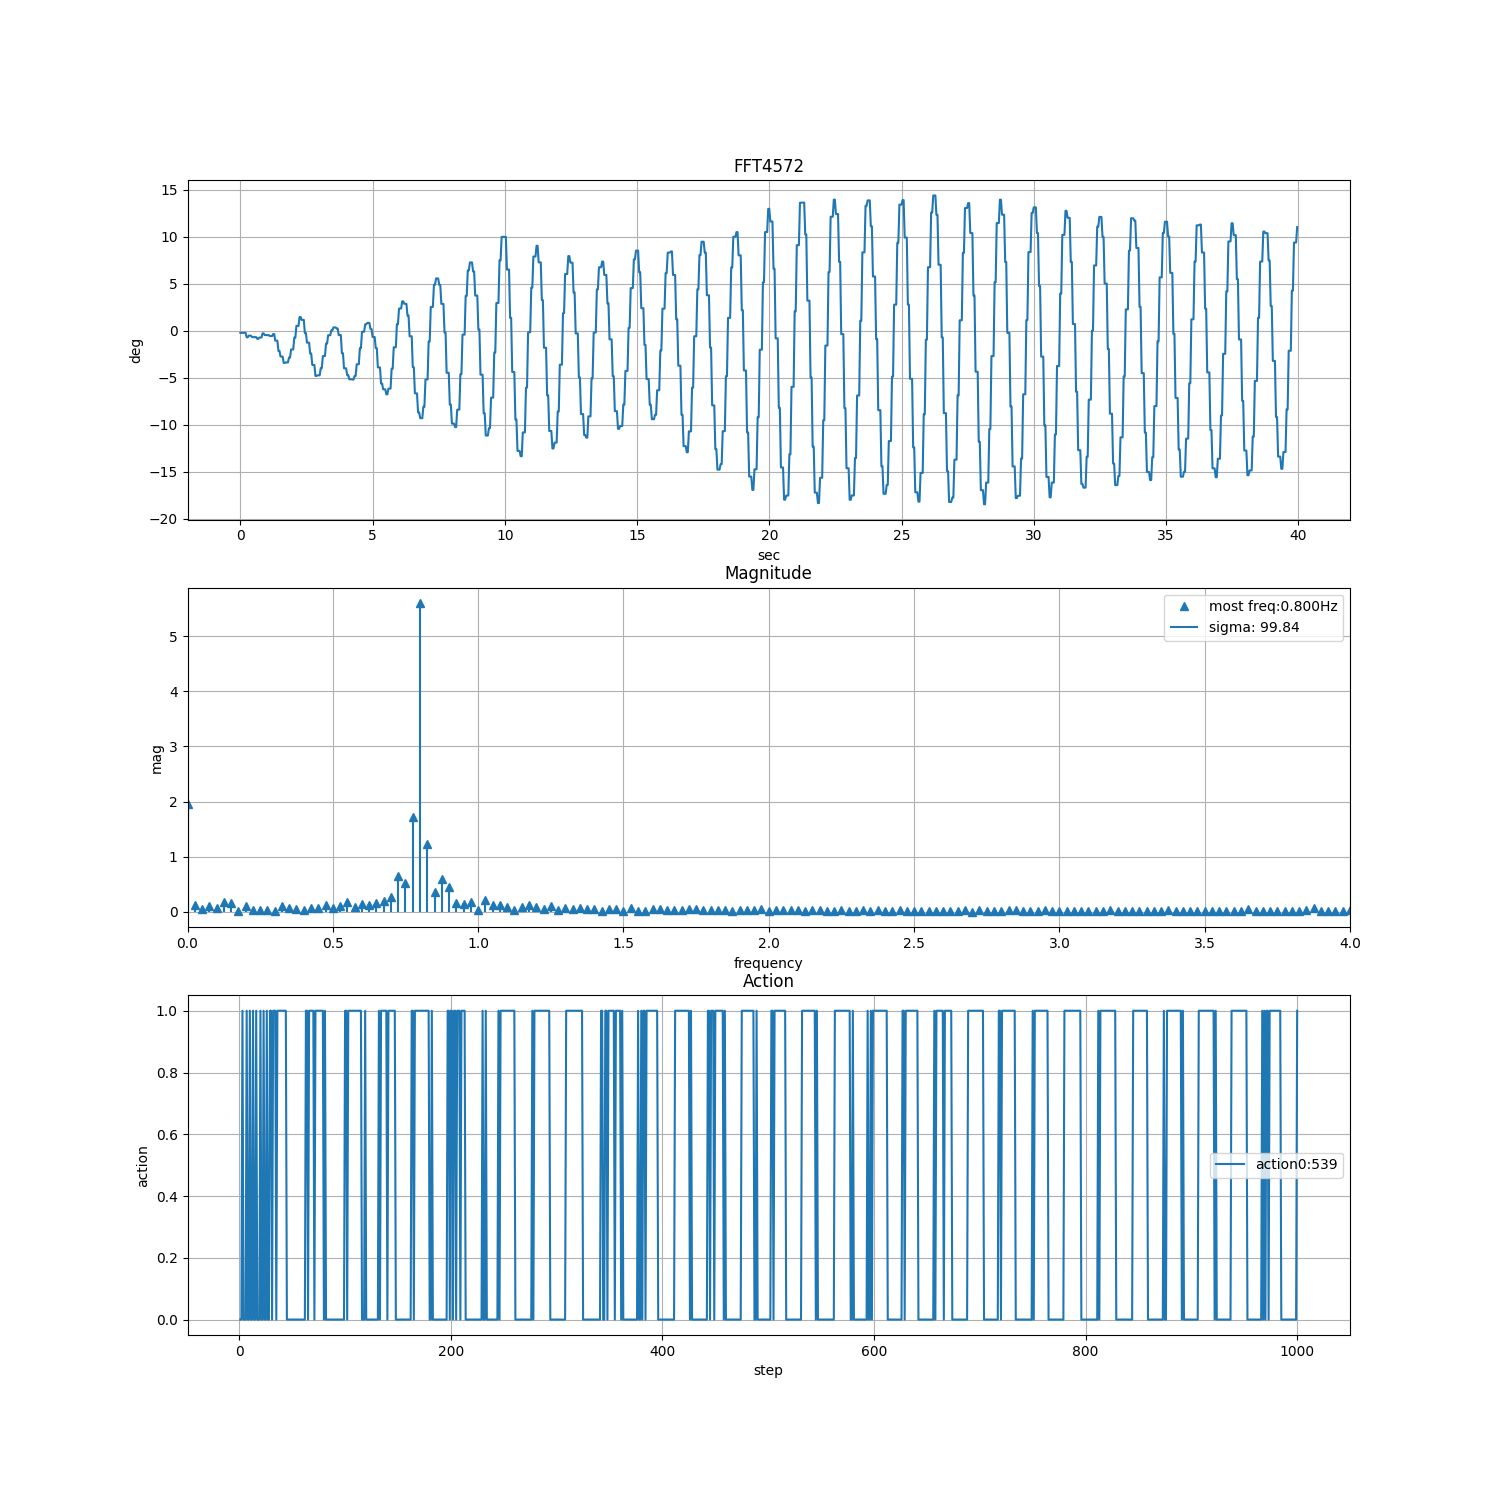 FFT4572
15
10
5
0
−5
−10
−15
−20
deg
0 5 10 15 20 25 30 35 40
sec
Magnitude
most freq:0.800Hz
sigma: 99.84
5
4
3
2
1
0
mag
0.0 0.5 1.0 1.5 2.0 2.5 3.0 3.5 4.0
frequency
Action
1.0
0.8
0.6
0.4
0.2
0.0
action
action0:539
0 200 400 600 800 1000
step